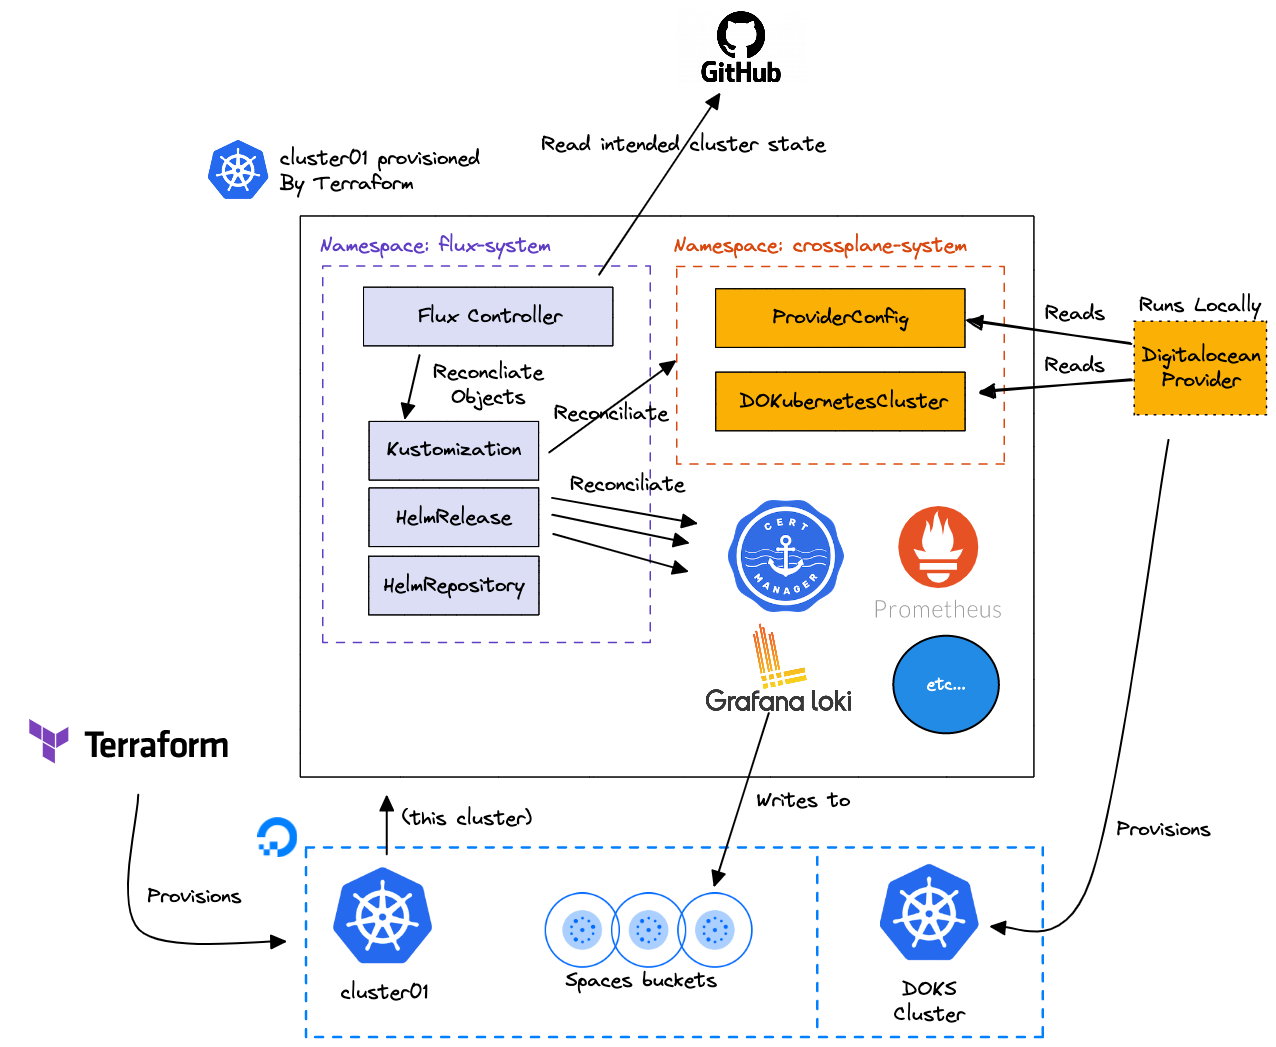 GitHub
Read intended cluster state
cluster01 provisioned
By Terraform
Namespace: flux-system
Namespace: crossplane-system
Flux Controller
ProviderConfig
Reads
Runs Locally
Digitalocean
Provider
Reconcliate
Objects
Reads
DOKubernetesCluster
Reconciliate
Kustomization
Reconciliate
HelmRelease
HelmRepository
CERT
MANAGER
Prometheus
Grafana loki
etc...
Terraform
Writes to
(this cluster)
Provisions
Provisions
cluster01
Spaces buckets
DOKS
Cluster